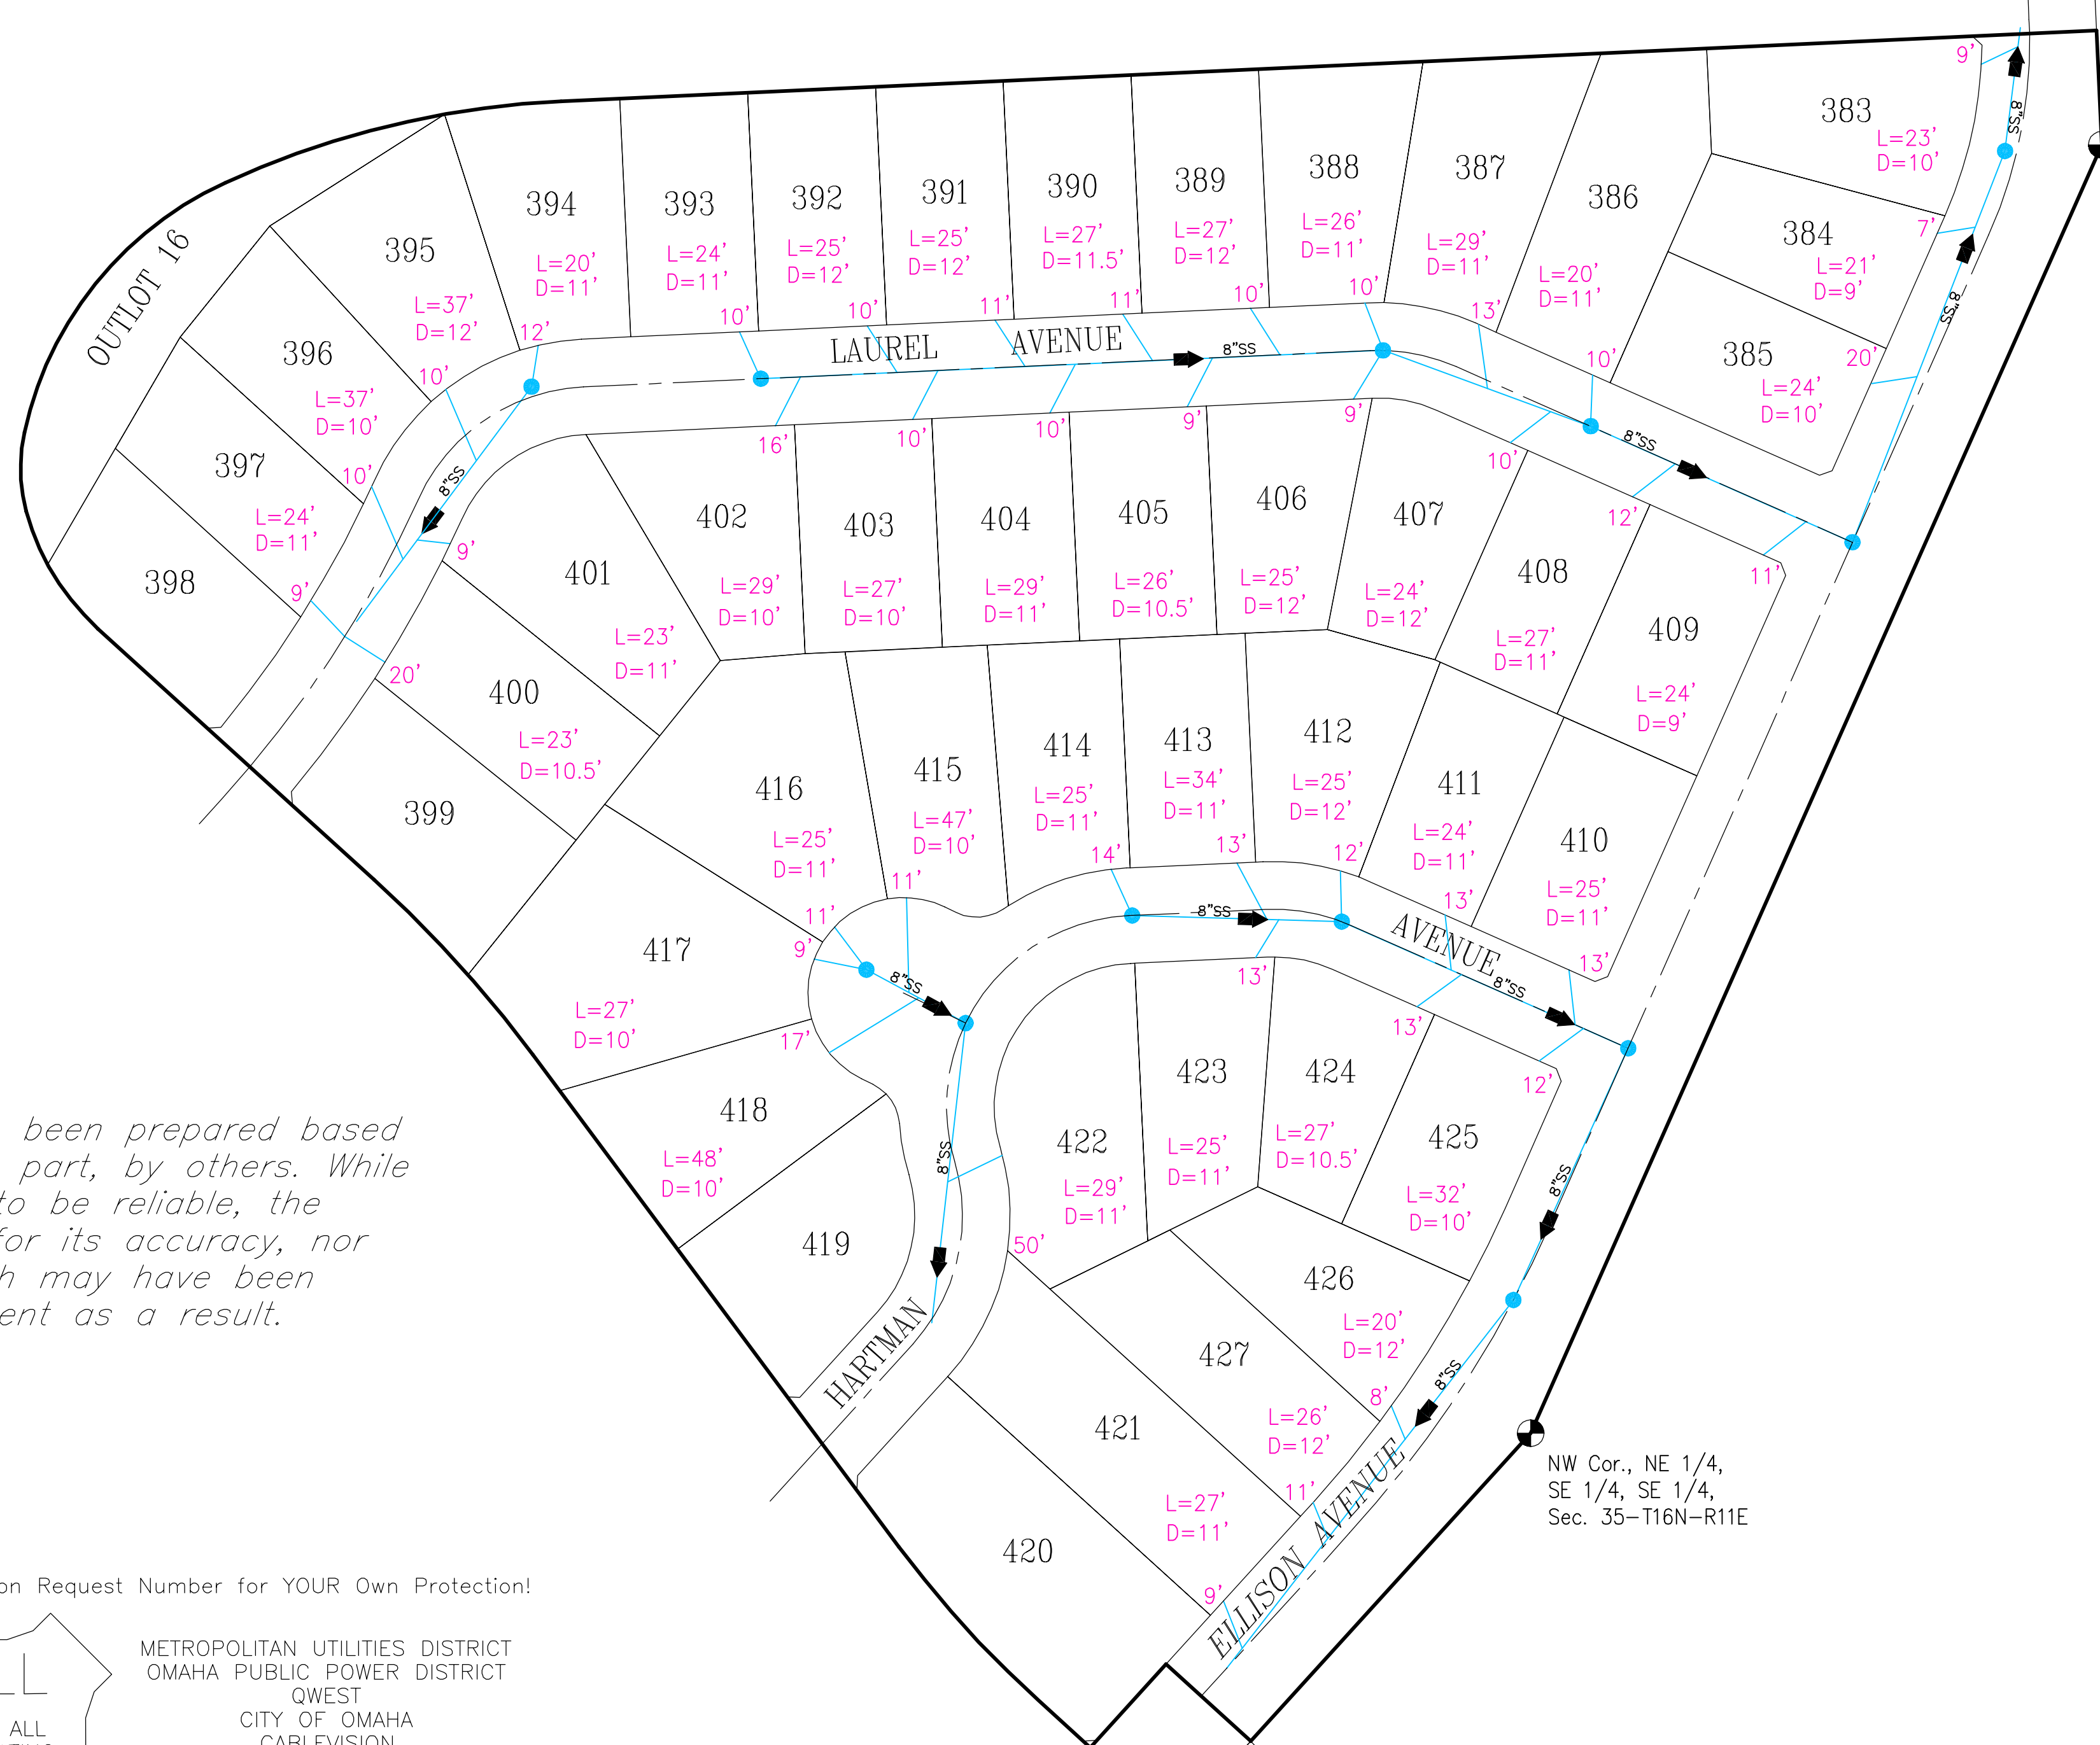 OUTLOT 16
383
L=23'
D=10'
9'
384
L=21'
D=9'
7'
385
L=24'
D=10'
20'
386
L=20'
D=11'
10'
387
L=29'
D=11'
13'
388
L=26'
D=11'
10'
389
L=27'
D=12'
10'
390
L=27'
D=11.5'
11'
391
L=25'
D=12'
11'
392
L=25'
D=12'
10'
393
L=24'
D=11'
10'
394
L=20'
D=11'
12'
395
L=37'
D=12'
10'
396
L=37'
D=10'
10'
397
L=24'
D=11'
9'
398
399
400
L=23'
D=10.5'
20'
401
L=23'
D=11'
9'
LAUREL AVENUE
8"SS
8"SS
8"SS
8"SS
8"SS
402
L=29'
D=10'
16'
403
L=27'
D=10'
10'
404
L=29'
D=11'
10'
405
L=26'
D=10.5'
9'
406
L=25'
D=12'
9'
407
L=24'
D=12'
10'
408
L=27'
D=11'
12'
409
L=24'
D=9'
11'
410
L=25'
D=11'
13'
411
L=24'
D=11'
13'
412
L=25'
D=12'
12'
413
L=34'
D=11'
13'
414
L=25'
D=11'
14'
415
L=47'
D=10'
11'
416
L=25'
D=11'
11'
417
L=27'
D=10'
9'
418
L=48'
D=10'
17'
419
HARTMAN AVENUE
8"SS
8"SS
8"SS
8"SS
420
421
L=27'
D=11'
9'
422
L=29'
D=11'
50'
423
L=25'
D=11'
13'
424
L=27'
D=10.5'
13'
425
L=32'
D=10'
12'
426
L=20'
D=12'
8'
427
L=26'
D=12'
11'
8"SS
8"SS
ELLISON AVENUE
NW Cor., NE 1/4,
SE 1/4, SE 1/4,
Sec. 35-T16N-R11E
been prepared based
part, by others. While
to be reliable, the
for its accuracy, nor
may have been
as a result.
on Request Number for YOUR Own Protection!
METROPOLITAN UTILITIES DISTRICT
OMAHA PUBLIC POWER DISTRICT
QWEST
CITY OF OMAHA
CABLEVISION
ALL